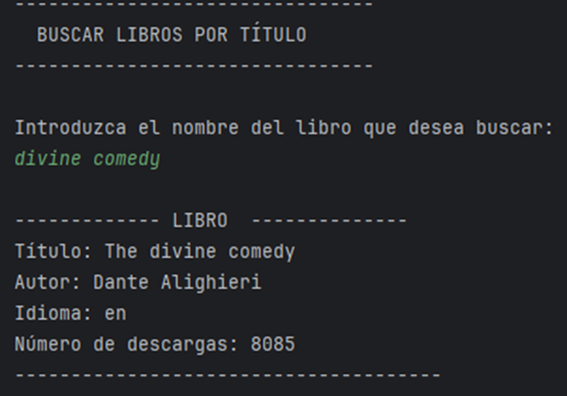 --------------------------------
BUSCAR LIBROS POR TÍTULO
--------------------------------
Introduzca el nombre del libro que desea buscar:
divine comedy
------------- LIBRO  --------------
Título: The divine comedy
Autor: Dante Alighieri
Idioma: en
Número de descargas: 8085
--------------------------------------